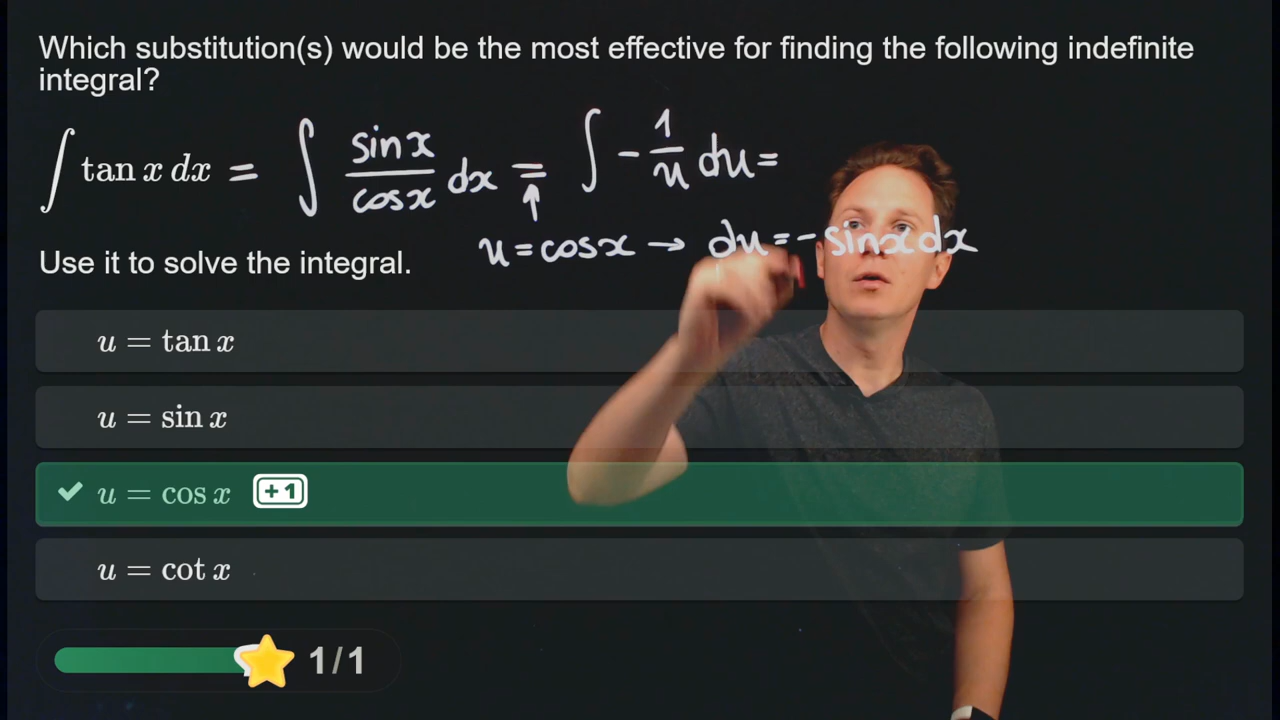 Which substitution(s) would be the most effective for finding the following indefinite
integral?
∫ tan x dx = ∫ sin x / cos x dx = ∫ - 1/u du =
↑
u = cos x → du = - sin x dx
Use it to solve the integral.
u = tan x
u = sin x
✓ u = cos x +1
u = cot x
1/1